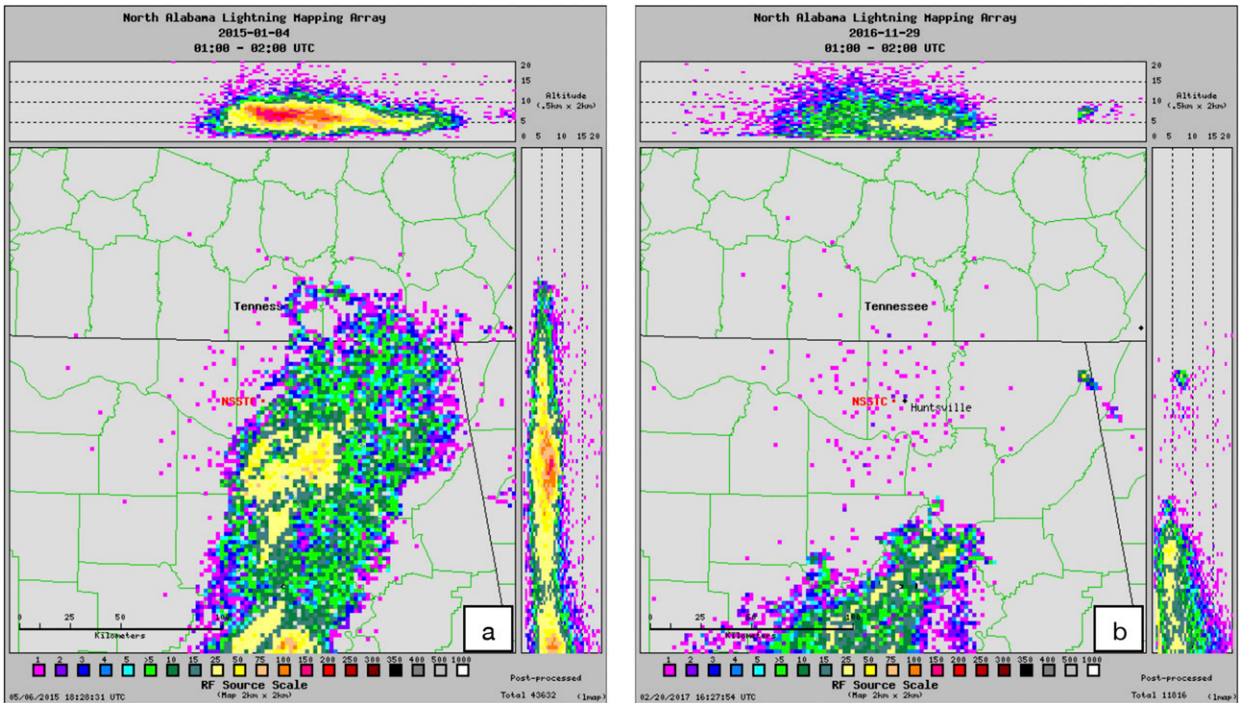 North Alabama Lightning Mapping Array
2015-01-04
01:00 - 02:00 UTC
20
15
10
5
Altitude
(.5km x 2km)
0 5 10 15 20
Tenness
NSSTC
0 25 50 100
Kilometers
a
1 2 3 4 5 >5 10 15 25 50 75 100 150 200 250 300 350 400 500 1000
RF Source Scale
(Map 2km x 2km)
Post-processed
05/06/2015 18:28:31 UTC
Total 43632 (lmap)
North Alabama Lightning Mapping Array
2016-11-29
01:00 - 02:00 UTC
20
15
10
5
Altitude
(.5km x 2km)
0 5 10 15 20
Tennessee
NSSTC
Huntsville
0 25 50 100
Kilometers
b
1 2 3 4 5 >5 10 15 25 50 75 100 150 200 250 300 350 400 500 1000
RF Source Scale
(Map 2km x 2km)
Post-processed
02/20/2017 16:27:54 UTC
Total 11816 (lmap)